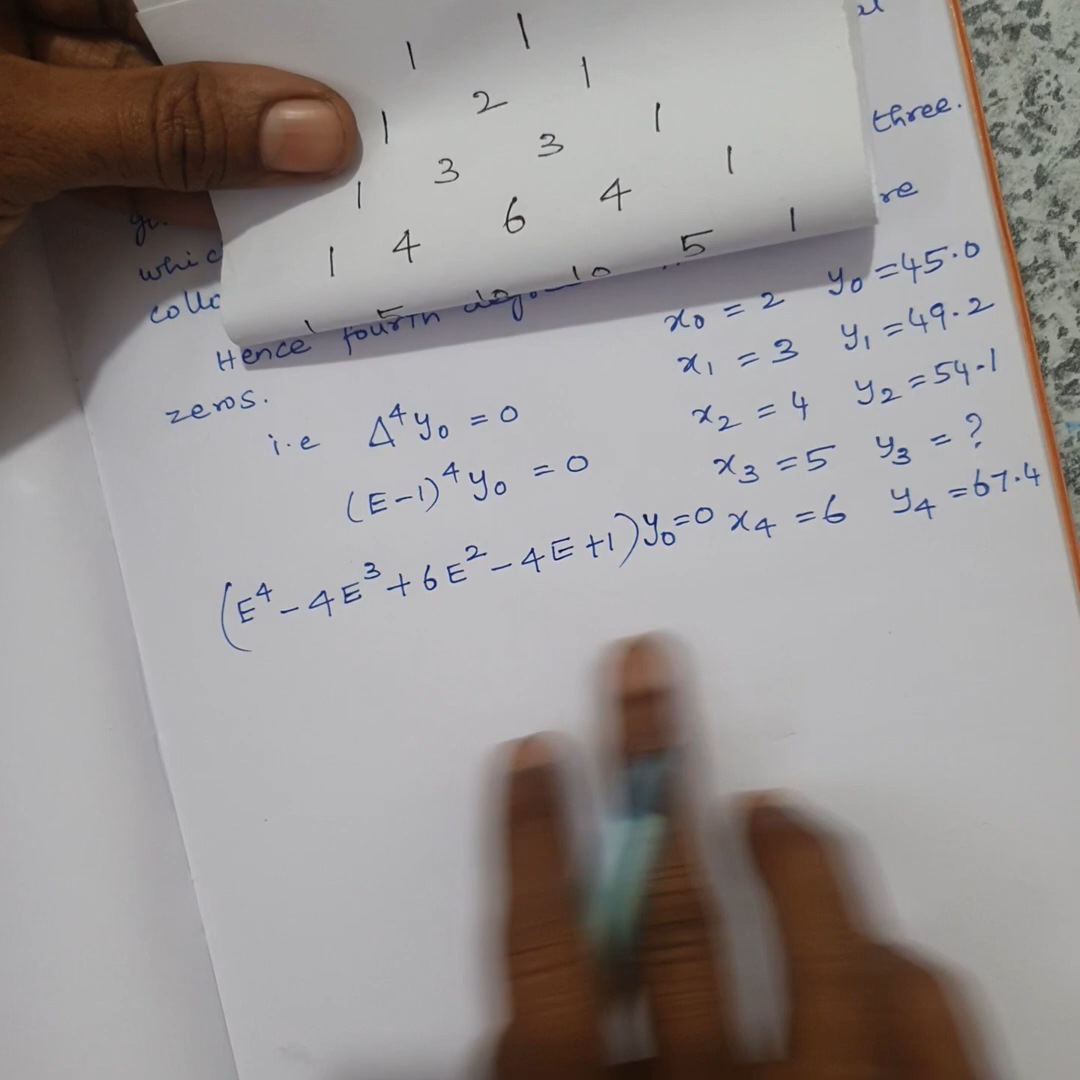 1 1
1 2 1
1 3 3 1
1 4 6 4 1
5 1
three.
re
whic
colla
Hence fourth
zeros.
i.e Δ⁴y₀ = 0
(E-1)⁴y₀ = 0
(E⁴-4E³+6E²-4E+1)y₀=0
x₀ = 2 y₀ =45.0
x₁ = 3 y₁ =49.2
x₂ = 4 y₂ =54.1
x₃ =5 y₃ = ?
x₄ =6 y₄ =67.4